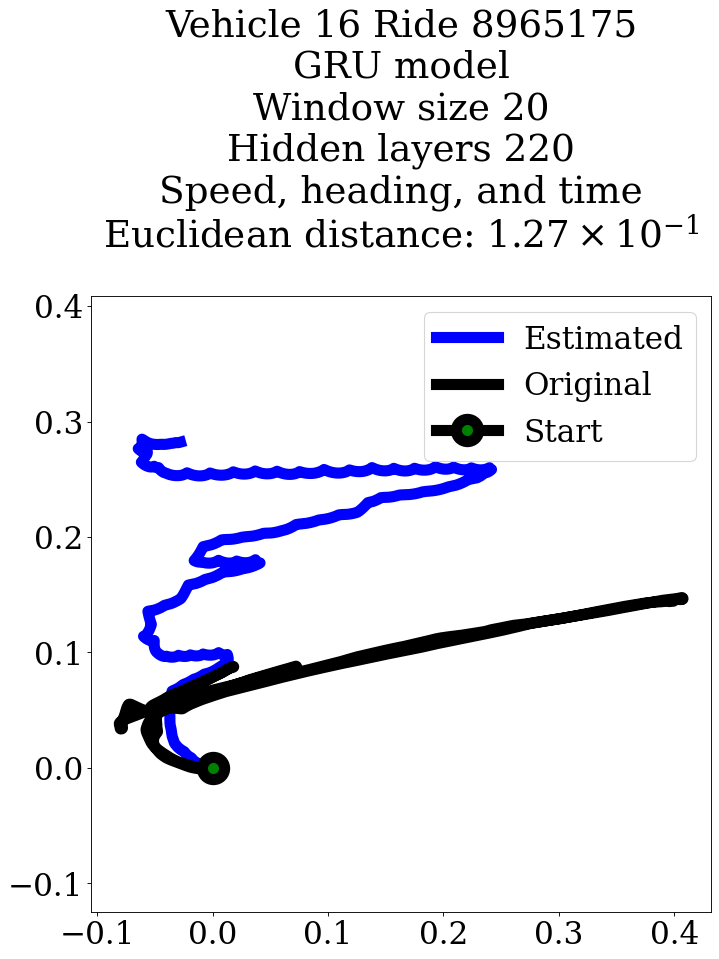 Vehicle 16 Ride 8965175
GRU model
Window size 20
Hidden layers 220
Speed, heading, and time
Euclidean distance: 1.27 × 10⁻¹
Estimated
Original
Start
0.4
0.3
0.2
0.1
0.0
−0.1
−0.1 0.0 0.1 0.2 0.3 0.4